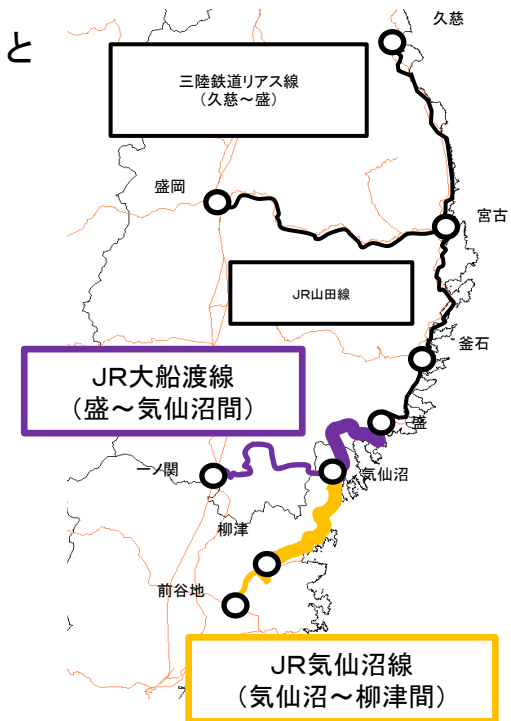 と
久慈
三陸鉄道リアス線
（久慈～盛）
盛岡
宮古
JR山田線
釜石
JR大船渡線
（盛～気仙沼間）
盛
一ノ関
気仙沼
柳津
前谷地
JR気仙沼線
（気仙沼～柳津間）